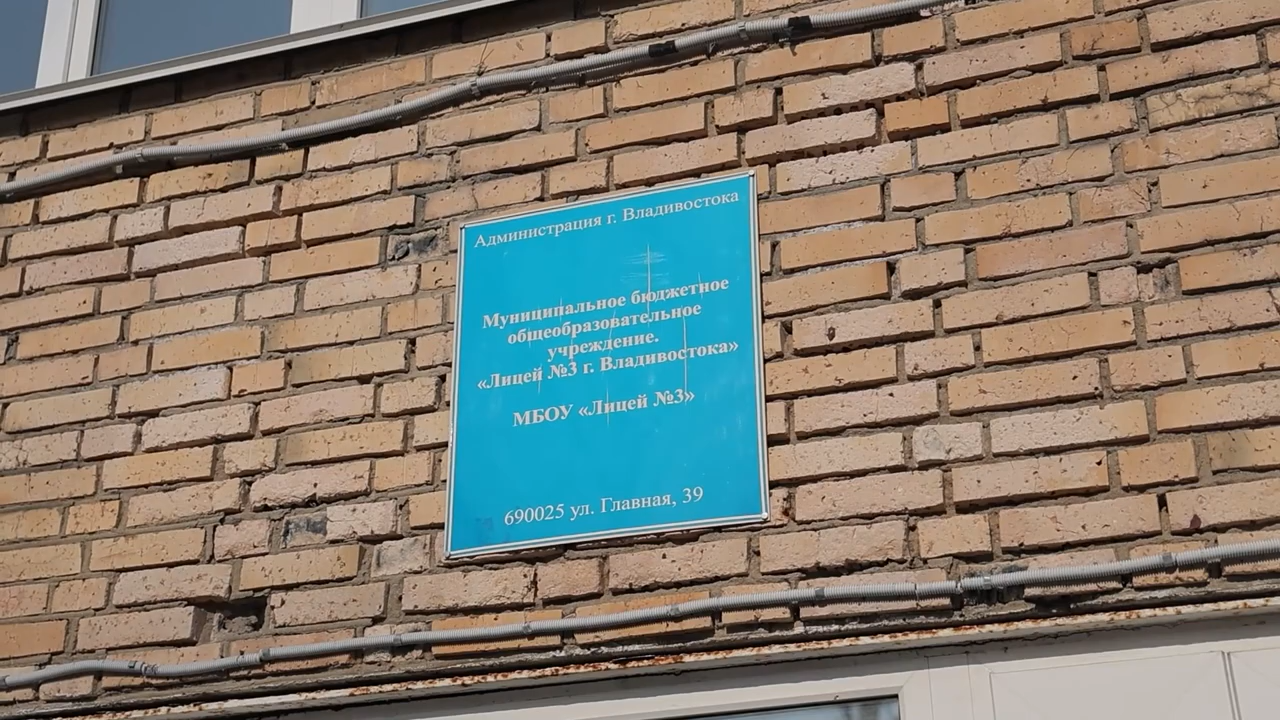 Администрация г. Владивостока
Муниципальное бюджетное
общеобразовательное
учреждение.
«Лицей №3 г. Владивостока»
МБОУ «Лицей №3»
690025 ул. Главная, 39